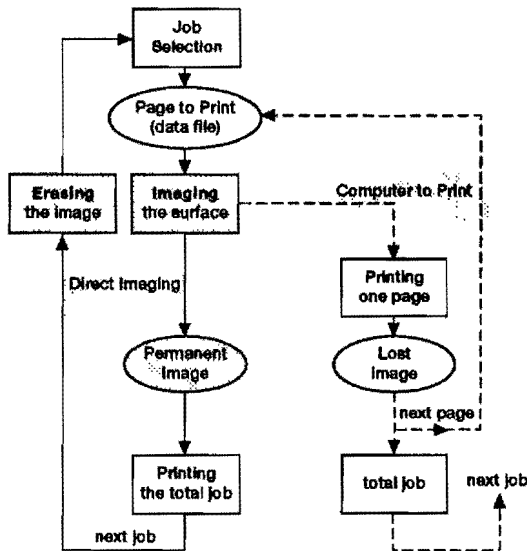 Job
Selection
Page to Print
(data file)
Erasing
the image
Imaging
the surface
Computer to Print
Direct Imaging
Printing
one page
Permanent
Image
Lost
image
next page
Printing
the total job
total job
next job
next job